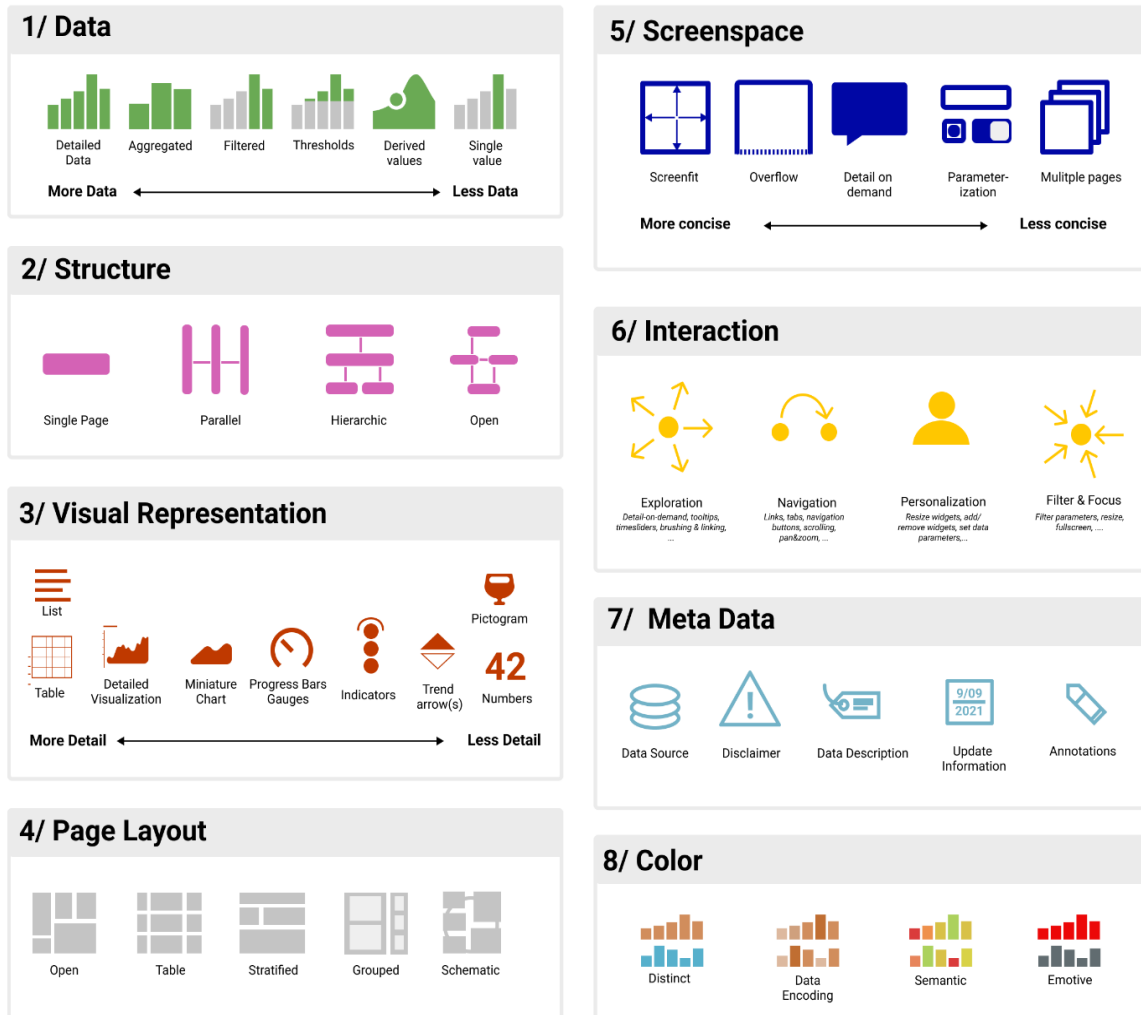 1/ Data
Detailed
Data
Aggregated
Filtered
Thresholds
Derived
values
Single
value
More Data
Less Data
2/ Structure
Single Page
Parallel
Hierarchic
Open
3/ Visual Representation
List
Table
Detailed
Visualization
Miniature
Chart
Progress Bars
Gauges
Indicators
Trend
arrow(s)
Pictogram
42
Numbers
More Detail
Less Detail
4/ Page Layout
Open
Table
Stratified
Grouped
Schematic
5/ Screenspace
Screenfit
Overflow
Detail on
demand
Parameter-
ization
Mulitple pages
More concise
Less concise
6/ Interaction
Exploration
Detail-on-demand, tooltips,
timesliders, brushing & linking,
...
Navigation
Links, tabs, navigation
buttons, scrolling,
pan&zoom, ...
Personalization
Resize widgets, add/
remove widgets, set data
parameters,...
Filter & Focus
Filter parameters, resize,
fullscreen, ....
7/ Meta Data
Data Source
Disclaimer
Data Description
9/09
2021
Update
Information
Annotations
8/ Color
Distinct
Data
Encoding
Semantic
Emotive